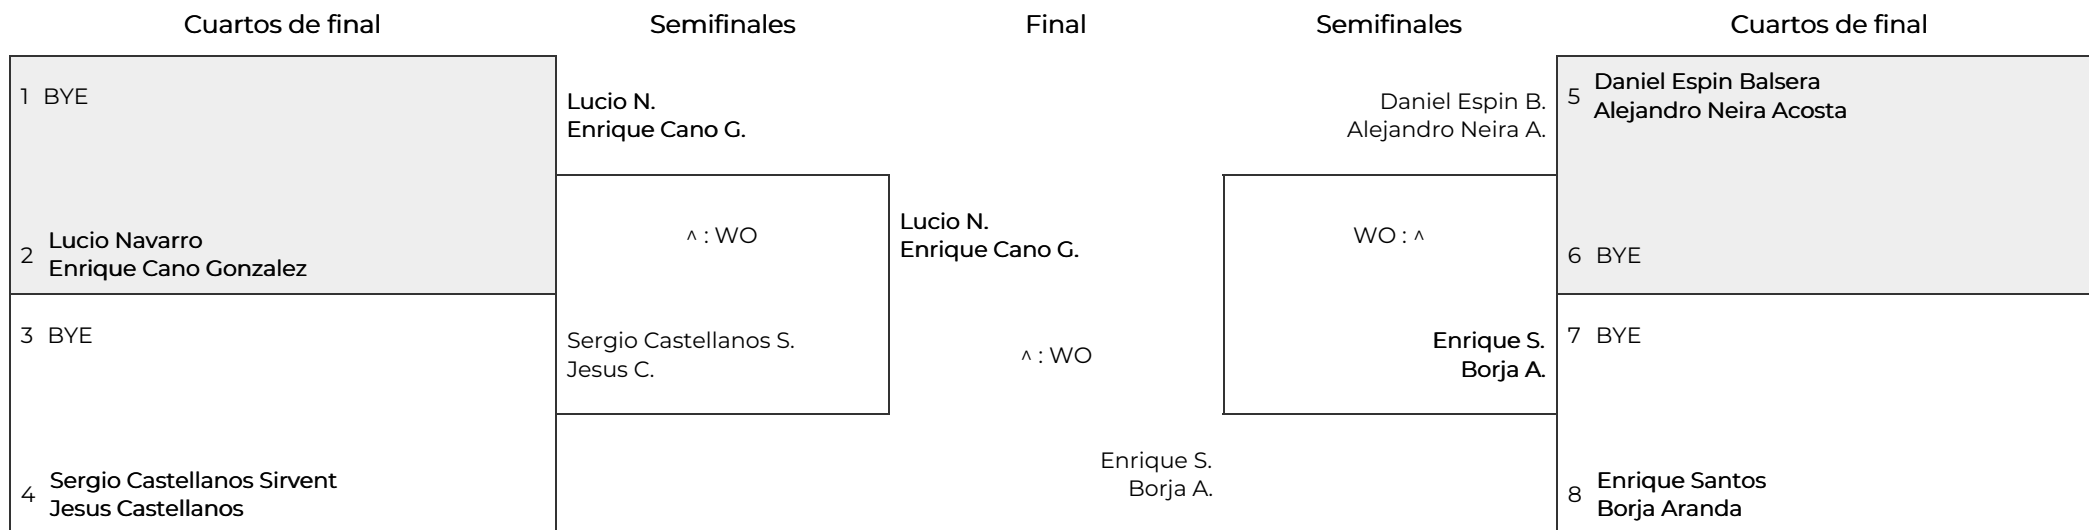 Cuartos de final
Semifinales
Final
Semifinales
Cuartos de final
1 BYE
2 Lucio Navarro
Enrique Cano Gonzalez
3 BYE
4 Sergio Castellanos Sirvent
Jesus Castellanos
Lucio N.
Enrique Cano G.
^ : WO
Sergio Castellanos S.
Jesus C.
Lucio N.
Enrique Cano G.
^ : WO
Enrique S.
Borja A.
Daniel Espin B.
Alejandro Neira A.
WO : ^
Enrique S.
Borja A.
5 Daniel Espin Balsera
Alejandro Neira Acosta
6 BYE
7 BYE
8 Enrique Santos
Borja Aranda